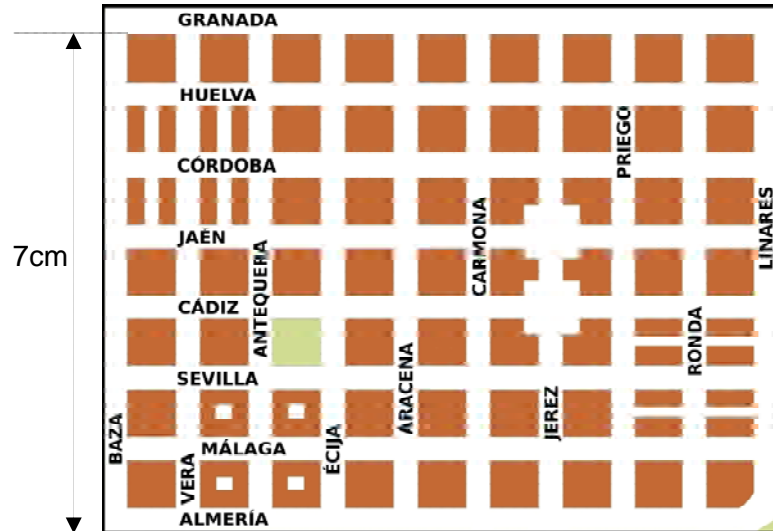 GRANADA
HUELVA
PRIEGO
CÓRDOBA
CARMONA
LINARES
JAÉN
7cm
ANTEQUERA
CÁDIZ
RONDA
ARACENA
SEVILLA
JEREZ
BAZA
ÉCIJA
MÁLAGA
VERA
ALMERÍA